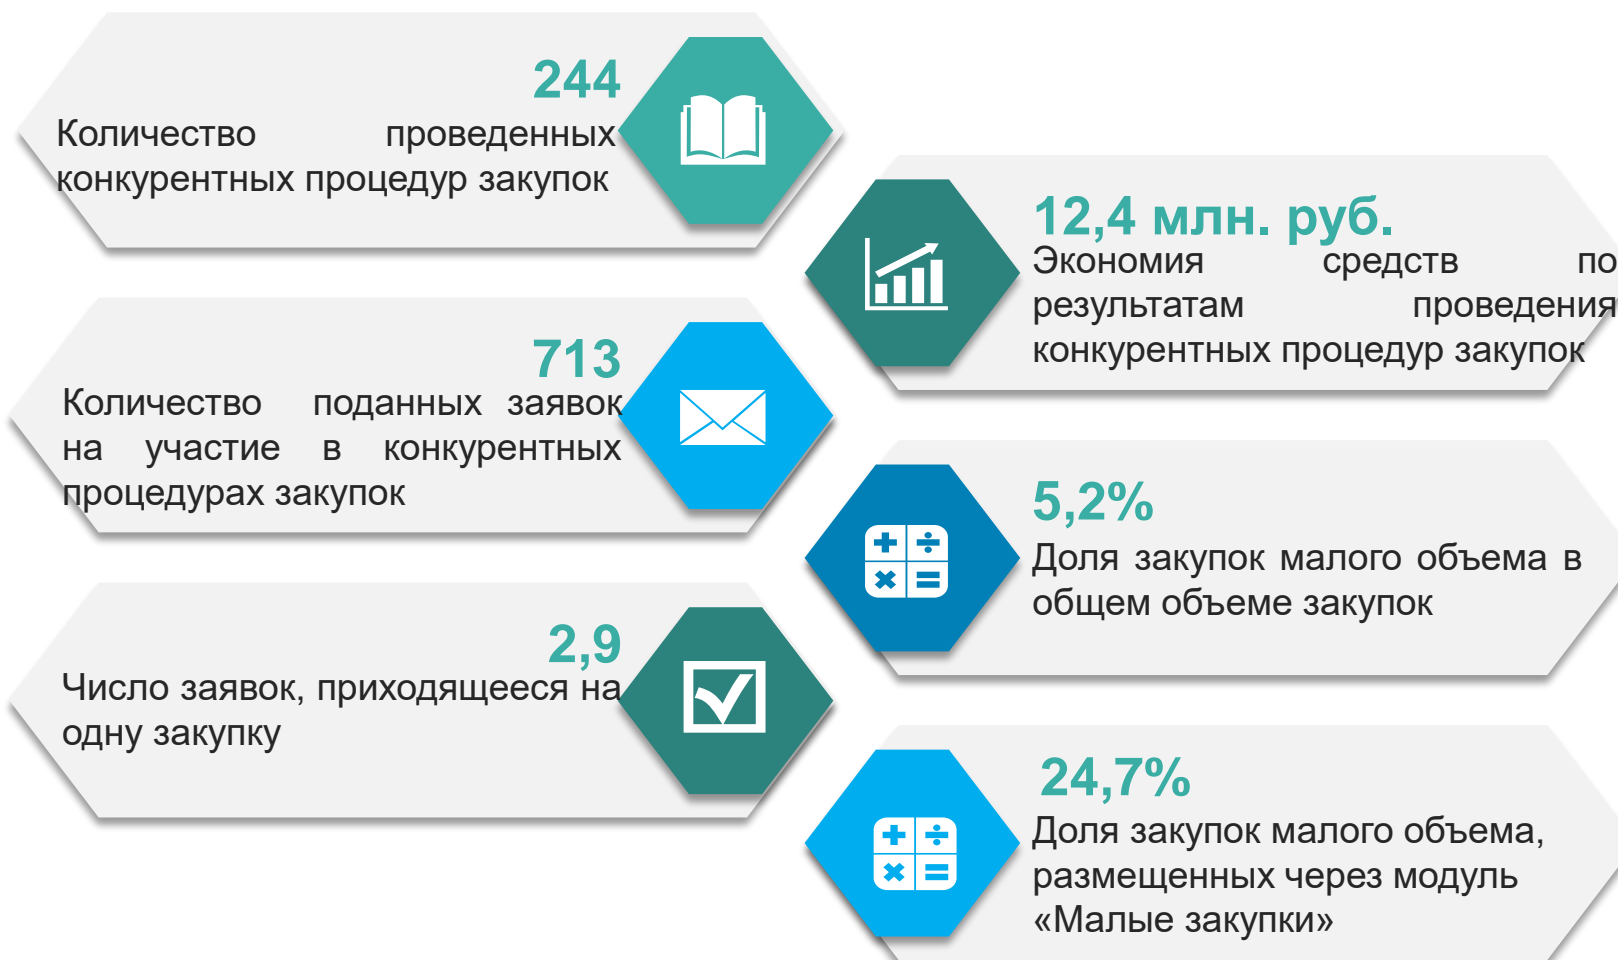 244
Количество проведенных
конкурентных процедур закупок
12,4 млн. руб.
Экономия средств по
результатам проведения
конкурентных процедур закупок
713
Количество поданных заявок
на участие в конкурентных
процедурах закупок
5,2%
Доля закупок малого объема в
общем объеме закупок
2,9
Число заявок, приходящееся на
одну закупку
24,7%
Доля закупок малого объема,
размещенных через модуль
«Малые закупки»